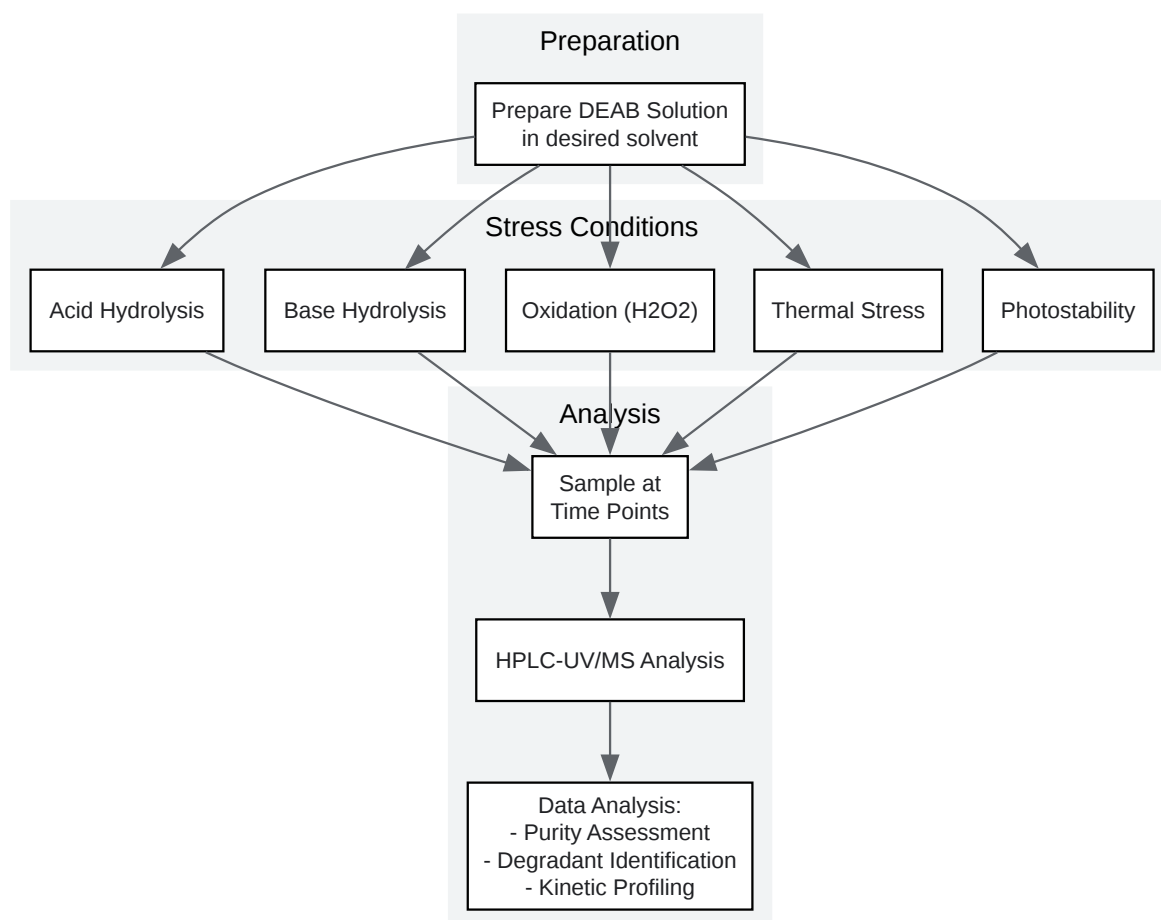 Preparation
Prepare DEAB Solution
in desired solvent
Stress Conditions
Acid Hydrolysis
Base Hydrolysis
Oxidation (H2O2)
Thermal Stress
Photostability
Analysis
Sample at
Time Points
HPLC-UV/MS Analysis
Data Analysis:
- Purity Assessment
- Degradant Identification
- Kinetic Profiling